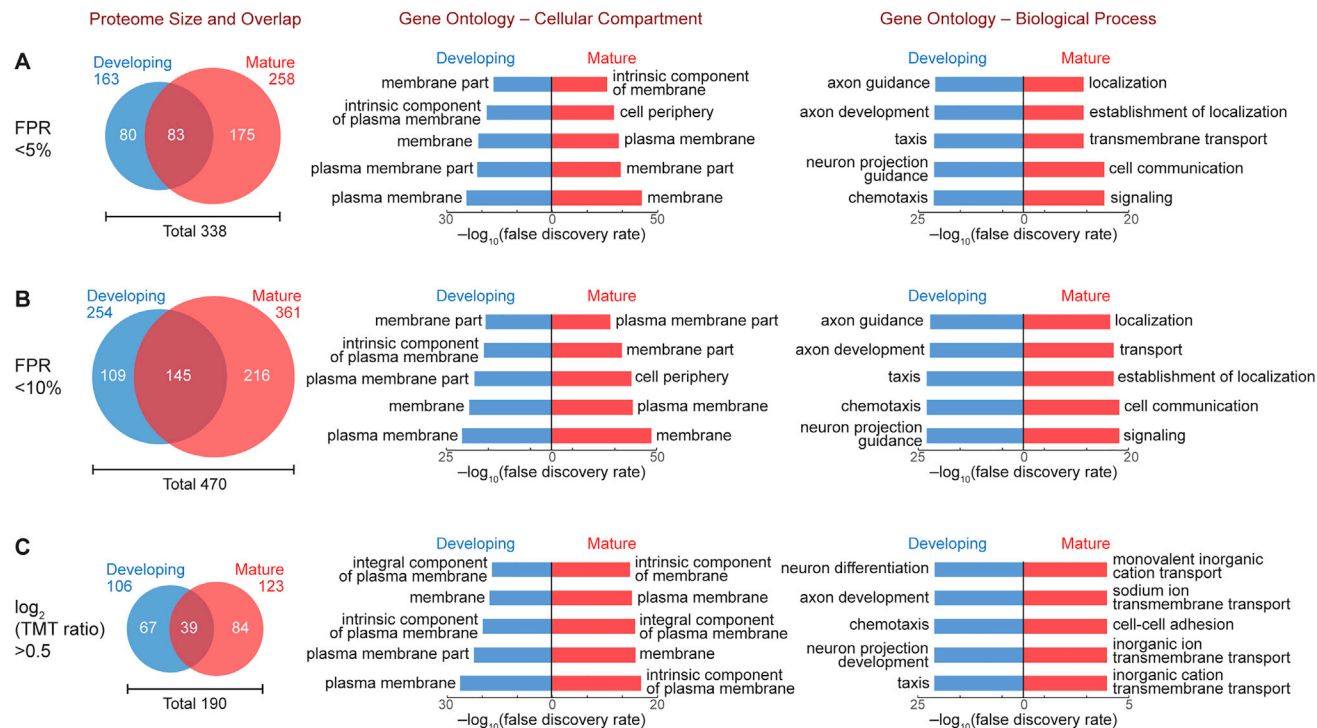 Proteome Size and Overlap
Gene Ontology – Cellular Compartment
Gene Ontology – Biological Process
A
FPR
<5%
Developing
163
Mature
258
80
83
175
Total 338
Developing
Mature
membrane part
intrinsic component
of membrane
intrinsic component
of plasma membrane
cell periphery
membrane
plasma membrane
plasma membrane part
membrane part
plasma membrane
membrane
30
0
50
–log10(false discovery rate)
Developing
Mature
axon guidance
localization
axon development
establishment of localization
taxis
transmembrane transport
neuron projection
guidance
cell communication
chemotaxis
signaling
25
0
20
–log10(false discovery rate)
B
FPR
<10%
Developing
254
Mature
361
109
145
216
Total 470
Developing
Mature
membrane part
plasma membrane part
intrinsic component
of plasma membrane
membrane part
plasma membrane part
cell periphery
membrane
plasma membrane
plasma membrane
membrane
25
0
50
–log10(false discovery rate)
Developing
Mature
axon guidance
localization
axon development
transport
taxis
establishment of localization
chemotaxis
cell communication
neuron projection
guidance
signaling
25
0
20
–log10(false discovery rate)
C
log2
(TMT ratio)
>0.5
Developing
106
Mature
123
67
39
84
Total 190
Developing
Mature
integral component
of plasma membrane
intrinsic component
of membrane
membrane
plasma membrane
intrinsic component
of plasma membrane
integral component
of plasma membrane
plasma membrane part
membrane
plasma membrane
intrinsic component
of plasma membrane
30
0
20
–log10(false discovery rate)
Developing
Mature
neuron differentiation
monovalent inorganic
cation transport
axon development
sodium ion
transmembrane transport
chemotaxis
cell-cell adhesion
neuron projection
development
inorganic ion
transmembrane transport
taxis
inorganic cation
transmembrane transport
25
0
5
–log10(false discovery rate)